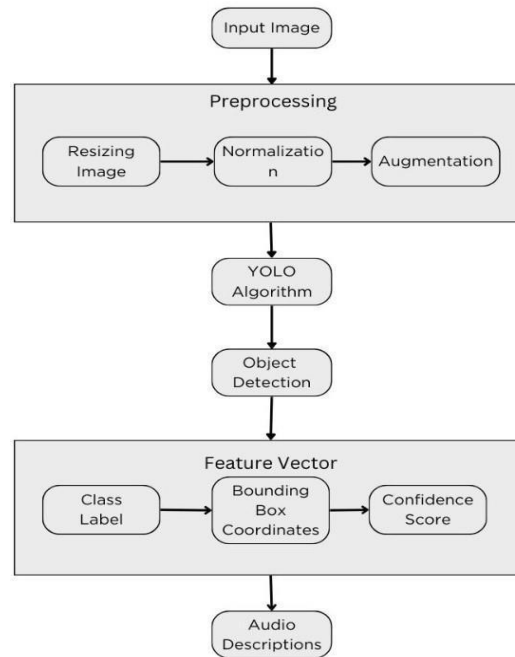 Input Image
Preprocessing
Resizing
Image
Normalizatio
n
Augmentation
YOLO
Algorithm
Object
Detection
Feature Vector
Class
Label
Bounding
Box
Coordinates
Confidence
Score
Audio
Descriptions